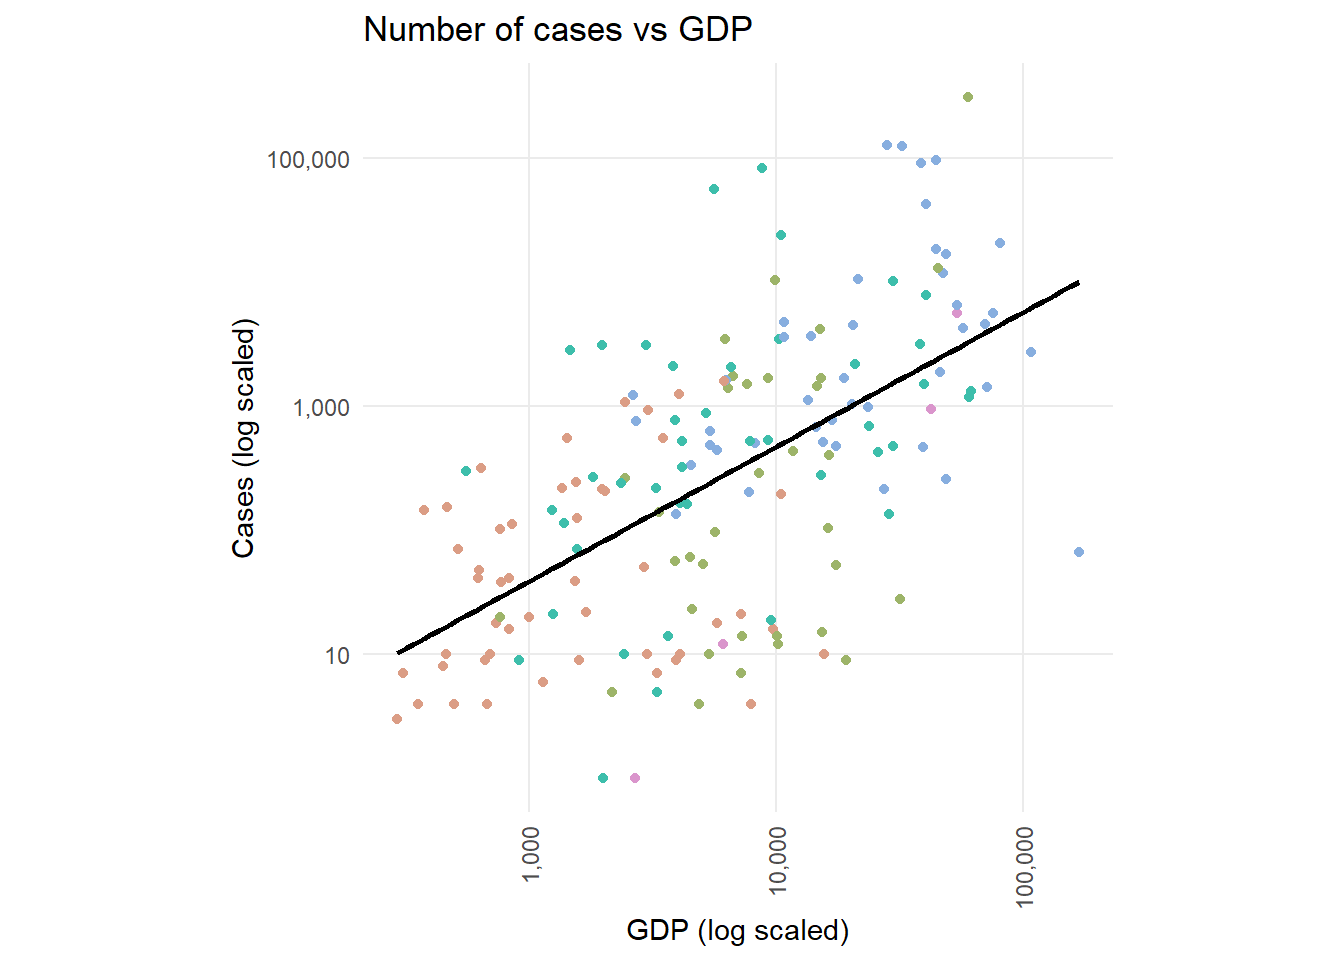 Number of cases vs GDP
100,000
1,000
10
Cases (log scaled)
1,000
10,000
100,000
GDP (log scaled)